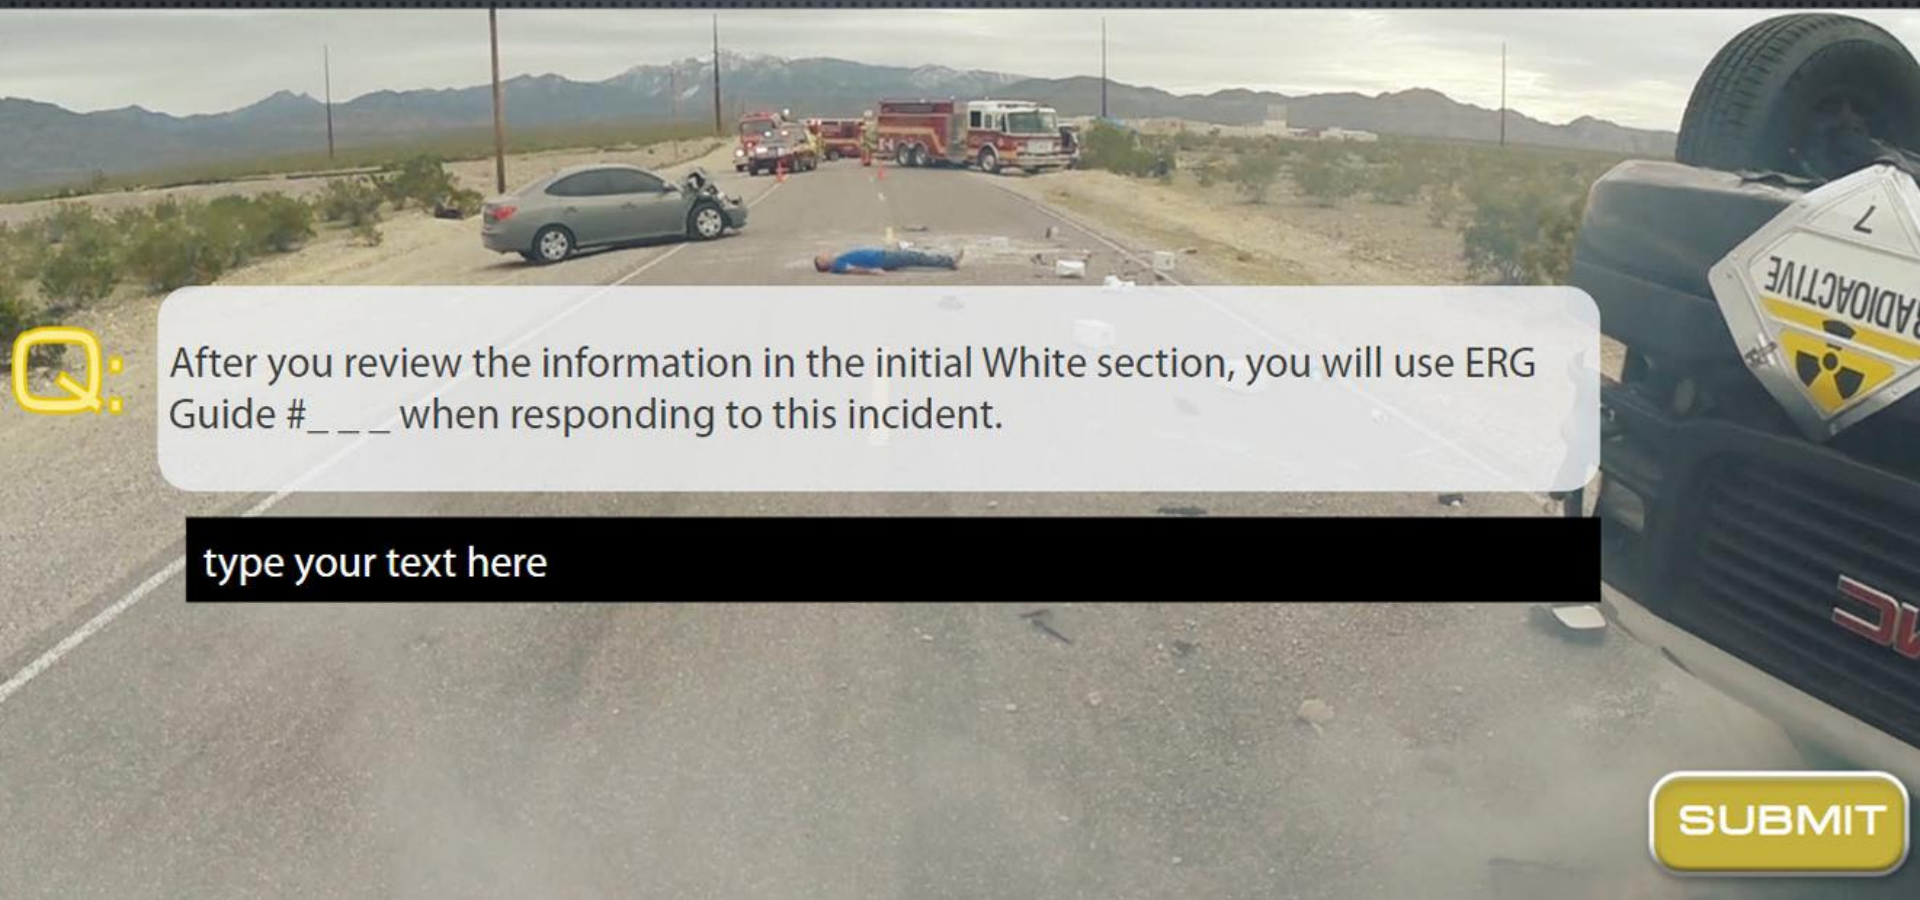 7
RADIOACTIVE
Q:
After you review the information in the initial White section, you will use ERG
Guide #_ _ _ when responding to this incident.
type your text here
SUBMIT